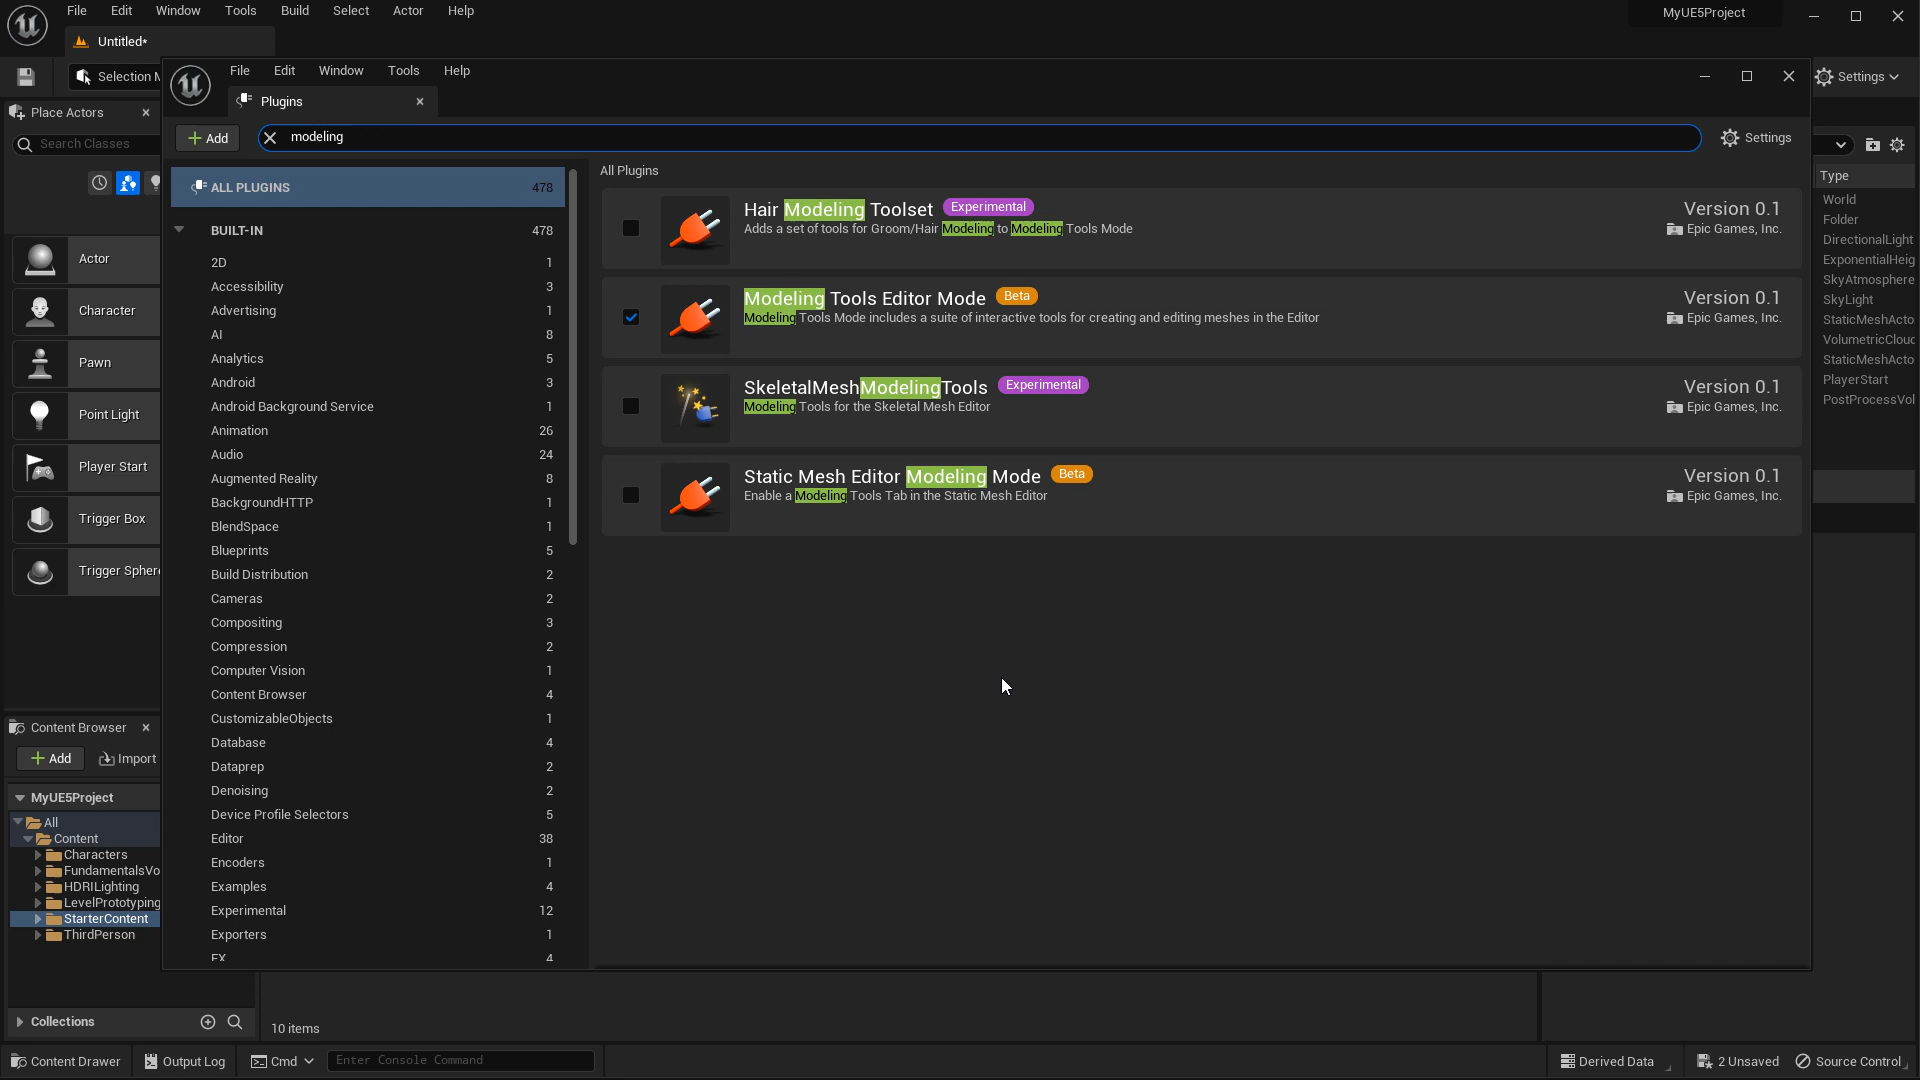 File Edit Window Tools Build Select Actor Help
MyUE5Project
Untitled*
Selection M
Settings
File Edit Window Tools Help
Plugins
Place Actors
Search Classes
Add
modeling
Settings
ALL PLUGINS 478
BUILT-IN 478
2D 1
Accessibility 3
Advertising 1
AI 8
Analytics 5
Android 3
Android Background Service 1
Animation 26
Audio 24
Augmented Reality 8
BackgroundHTTP 1
BlendSpace 1
Blueprints 5
Build Distribution 2
Cameras 2
Compositing 3
Compression 2
Computer Vision 1
Content Browser 4
CustomizableObjects 1
Database 4
Dataprep 2
Denoising 2
Device Profile Selectors 5
Editor 38
Encoders 1
Examples 4
Experimental 12
Exporters 1
FX 4
All Plugins
Hair Modeling Toolset Experimental Version 0.1
Adds a set of tools for Groom/Hair Modeling to Modeling Tools Mode Epic Games, Inc.
Modeling Tools Editor Mode Beta Version 0.1
Modeling Tools Mode includes a suite of interactive tools for creating and editing meshes in the Editor Epic Games, Inc.
SkeletalMeshModelingTools Experimental Version 0.1
Modeling Tools for the Skeletal Mesh Editor Epic Games, Inc.
Static Mesh Editor Modeling Mode Beta Version 0.1
Enable a Modeling Tools Tab in the Static Mesh Editor Epic Games, Inc.
Actor
Character
Pawn
Point Light
Player Start
Trigger Box
Trigger Sphere
Type
World
Folder
DirectionalLight
ExponentialHeig
SkyAtmosphere
SkyLight
StaticMeshActo
VolumetricCloud
StaticMeshActo
PlayerStart
PostProcessVol
Content Browser
Add Import
MyUE5Project
All
Content
Characters
FundamentalsVo
HDRILighting
LevelPrototyping
StarterContent
ThirdPerson
Collections
10 items
Content Drawer Output Log Cmd Enter Console Command Derived Data 2 Unsaved Source Control